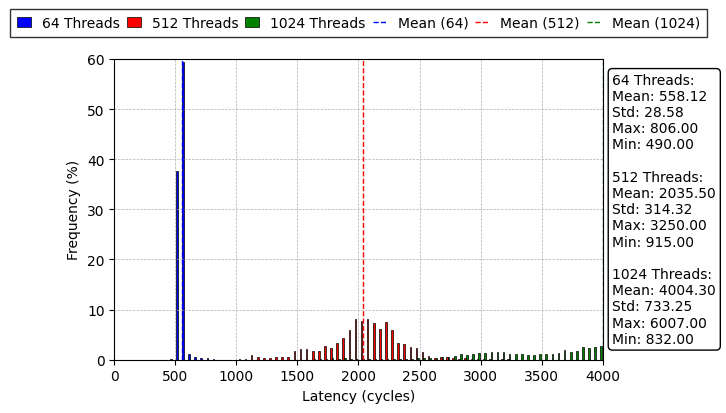 64 Threads 512 Threads 1024 Threads Mean (64) Mean (512) Mean (1024)
60
50
40
30
20
10
0
Frequency (%)
0 500 1000 1500 2000 2500 3000 3500 4000
Latency (cycles)
64 Threads:
Mean: 558.12
Std: 28.58
Max: 806.00
Min: 490.00
512 Threads:
Mean: 2035.50
Std: 314.32
Max: 3250.00
Min: 915.00
1024 Threads:
Mean: 4004.30
Std: 733.25
Max: 6007.00
Min: 832.00